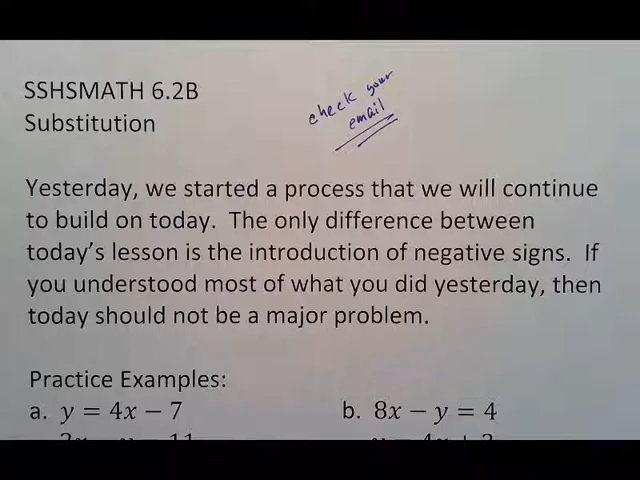 SSHSMATH 6.2B
Substitution
check your
email
Yesterday, we started a process that we will continue
to build on today.  The only difference between
today's lesson is the introduction of negative signs.  If
you understood most of what you did yesterday, then
today should not be a major problem.
Practice Examples:
a. y = 4x − 7
b. 8x − y = 4